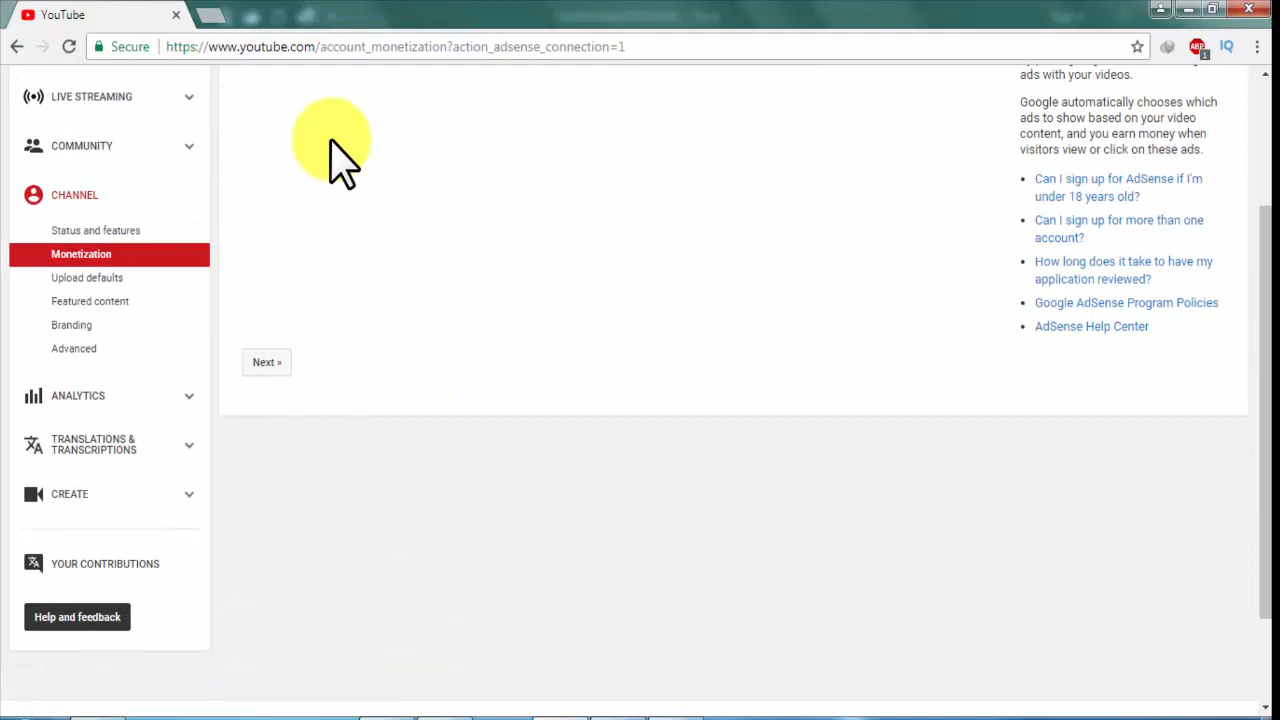 YouTube
Secure https://www.youtube.com/account_monetization?action_adsense_connection=1
ABP
1
IQ
LIVE STREAMING
COMMUNITY
CHANNEL
Status and features
Monetization
Upload defaults
Featured content
Branding
Advanced
ANALYTICS
TRANSLATIONS &
TRANSCRIPTIONS
CREATE
YOUR CONTRIBUTIONS
Help and feedback
Next »
ads with your videos.
Google automatically chooses which
ads to show based on your video
content, and you earn money when
visitors view or click on these ads.
Can I sign up for AdSense if I'm
under 18 years old?
Can I sign up for more than one
account?
How long does it take to have my
application reviewed?
Google AdSense Program Policies
AdSense Help Center